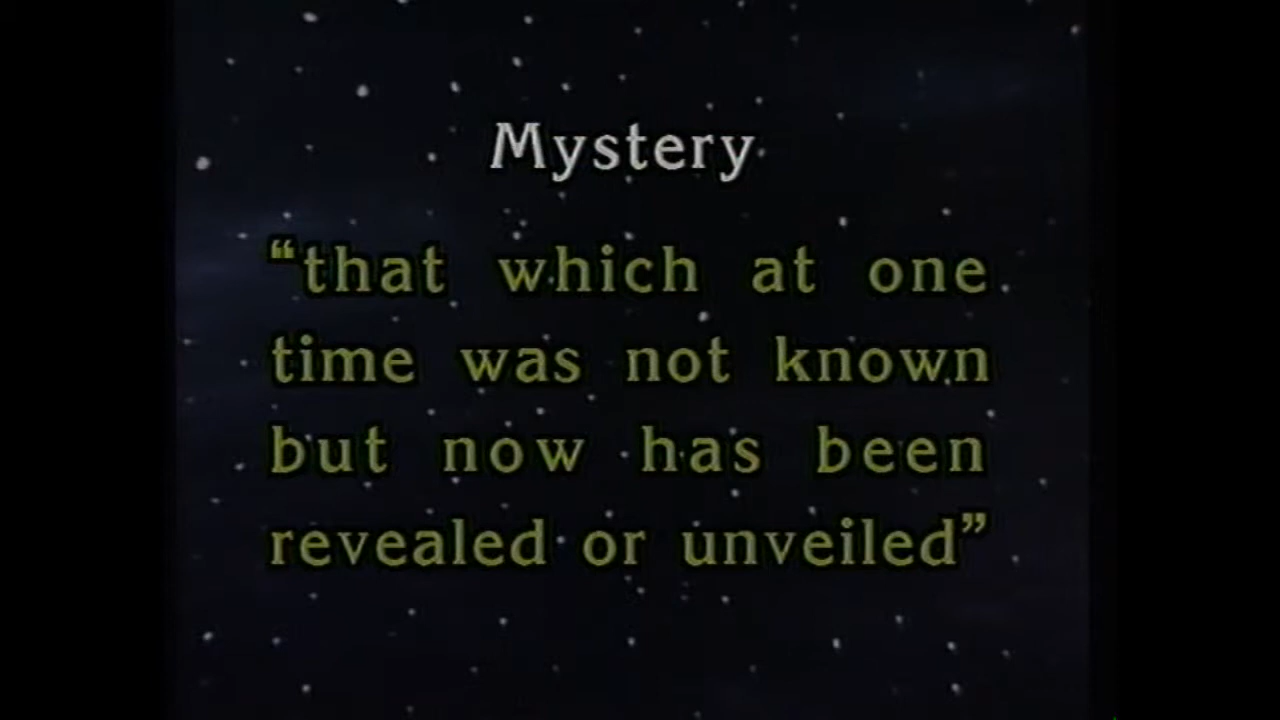 Mystery
“that which at one
time was not known
but now has been
revealed or unveiled”